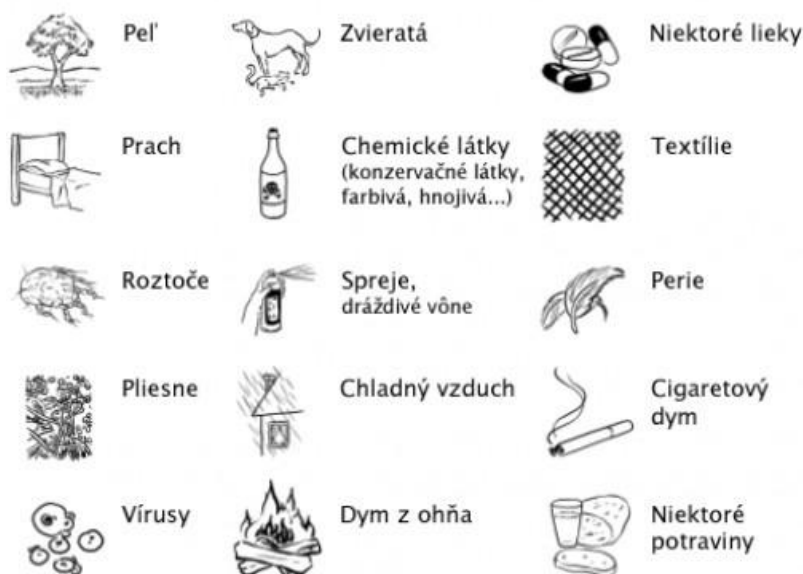 Peľ
Zvieratá
Niektoré lieky
Prach
Chemické látky
(konzervačné látky,
farbivá, hnojivá...)
Textílie
Roztoče
Spreje,
dráždivé vône
Perie
Pliesne
Chladný vzduch
Cigaretový
dym
Vírusy
Dym z ohňa
Niektoré
potraviny